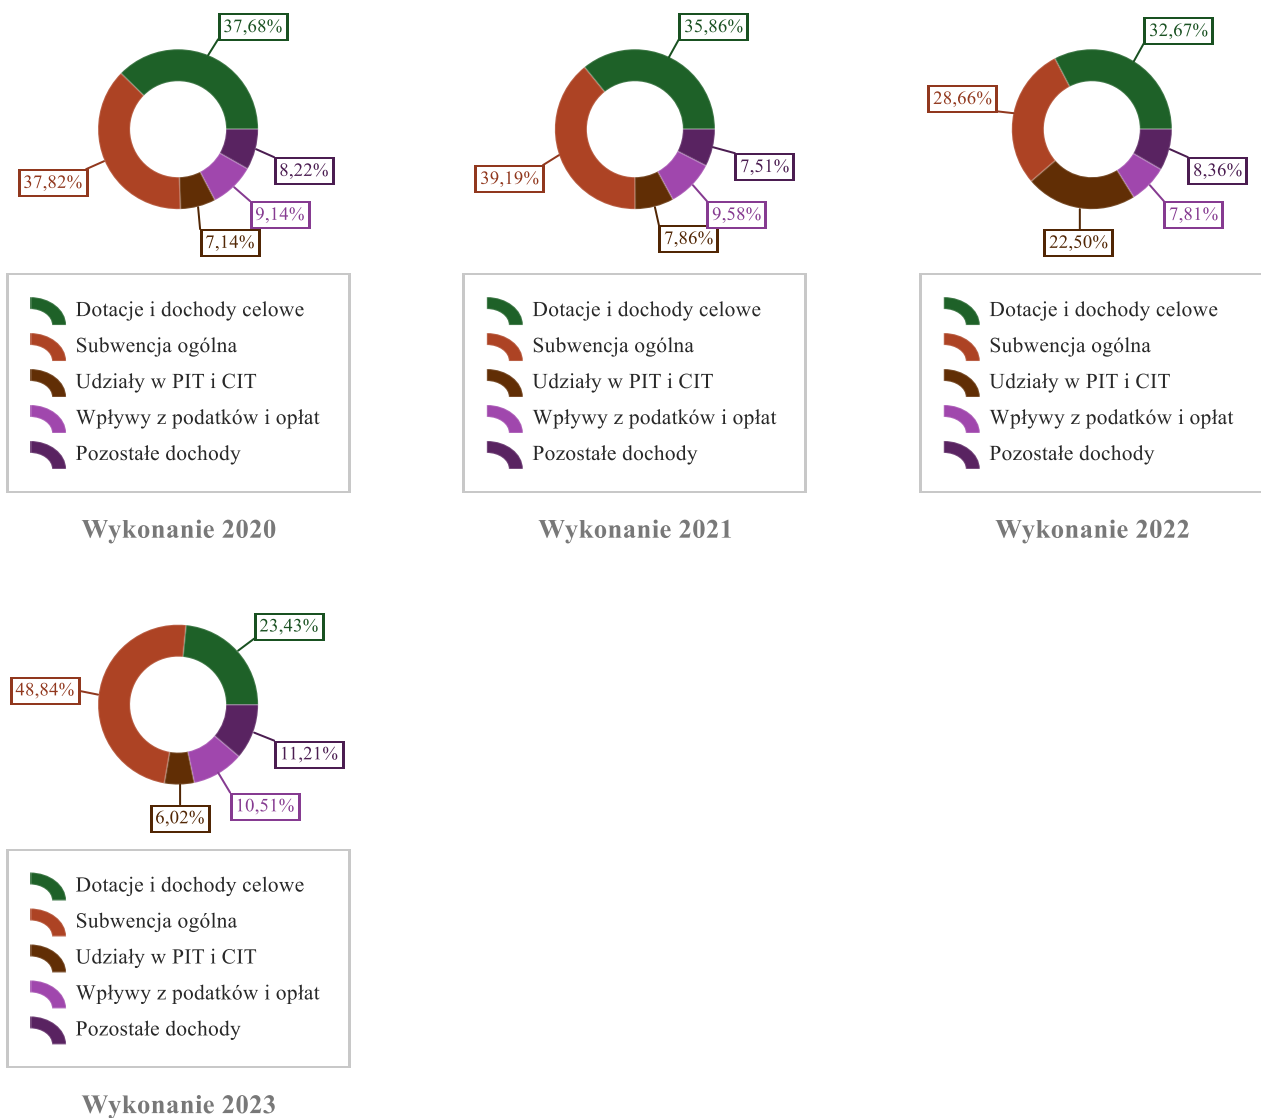 37,68%
37,82%
8,22%
9,14%
7,14%
Dotacje i dochody celowe
Subwencja ogólna
Udziały w PIT i CIT
Wpływy z podatków i opłat
Pozostałe dochody
Wykonanie 2020
35,86%
39,19%
7,51%
9,58%
7,86%
Dotacje i dochody celowe
Subwencja ogólna
Udziały w PIT i CIT
Wpływy z podatków i opłat
Pozostałe dochody
Wykonanie 2021
32,67%
28,66%
8,36%
7,81%
22,50%
Dotacje i dochody celowe
Subwencja ogólna
Udziały w PIT i CIT
Wpływy z podatków i opłat
Pozostałe dochody
Wykonanie 2022
23,43%
48,84%
11,21%
10,51%
6,02%
Dotacje i dochody celowe
Subwencja ogólna
Udziały w PIT i CIT
Wpływy z podatków i opłat
Pozostałe dochody
Wykonanie 2023